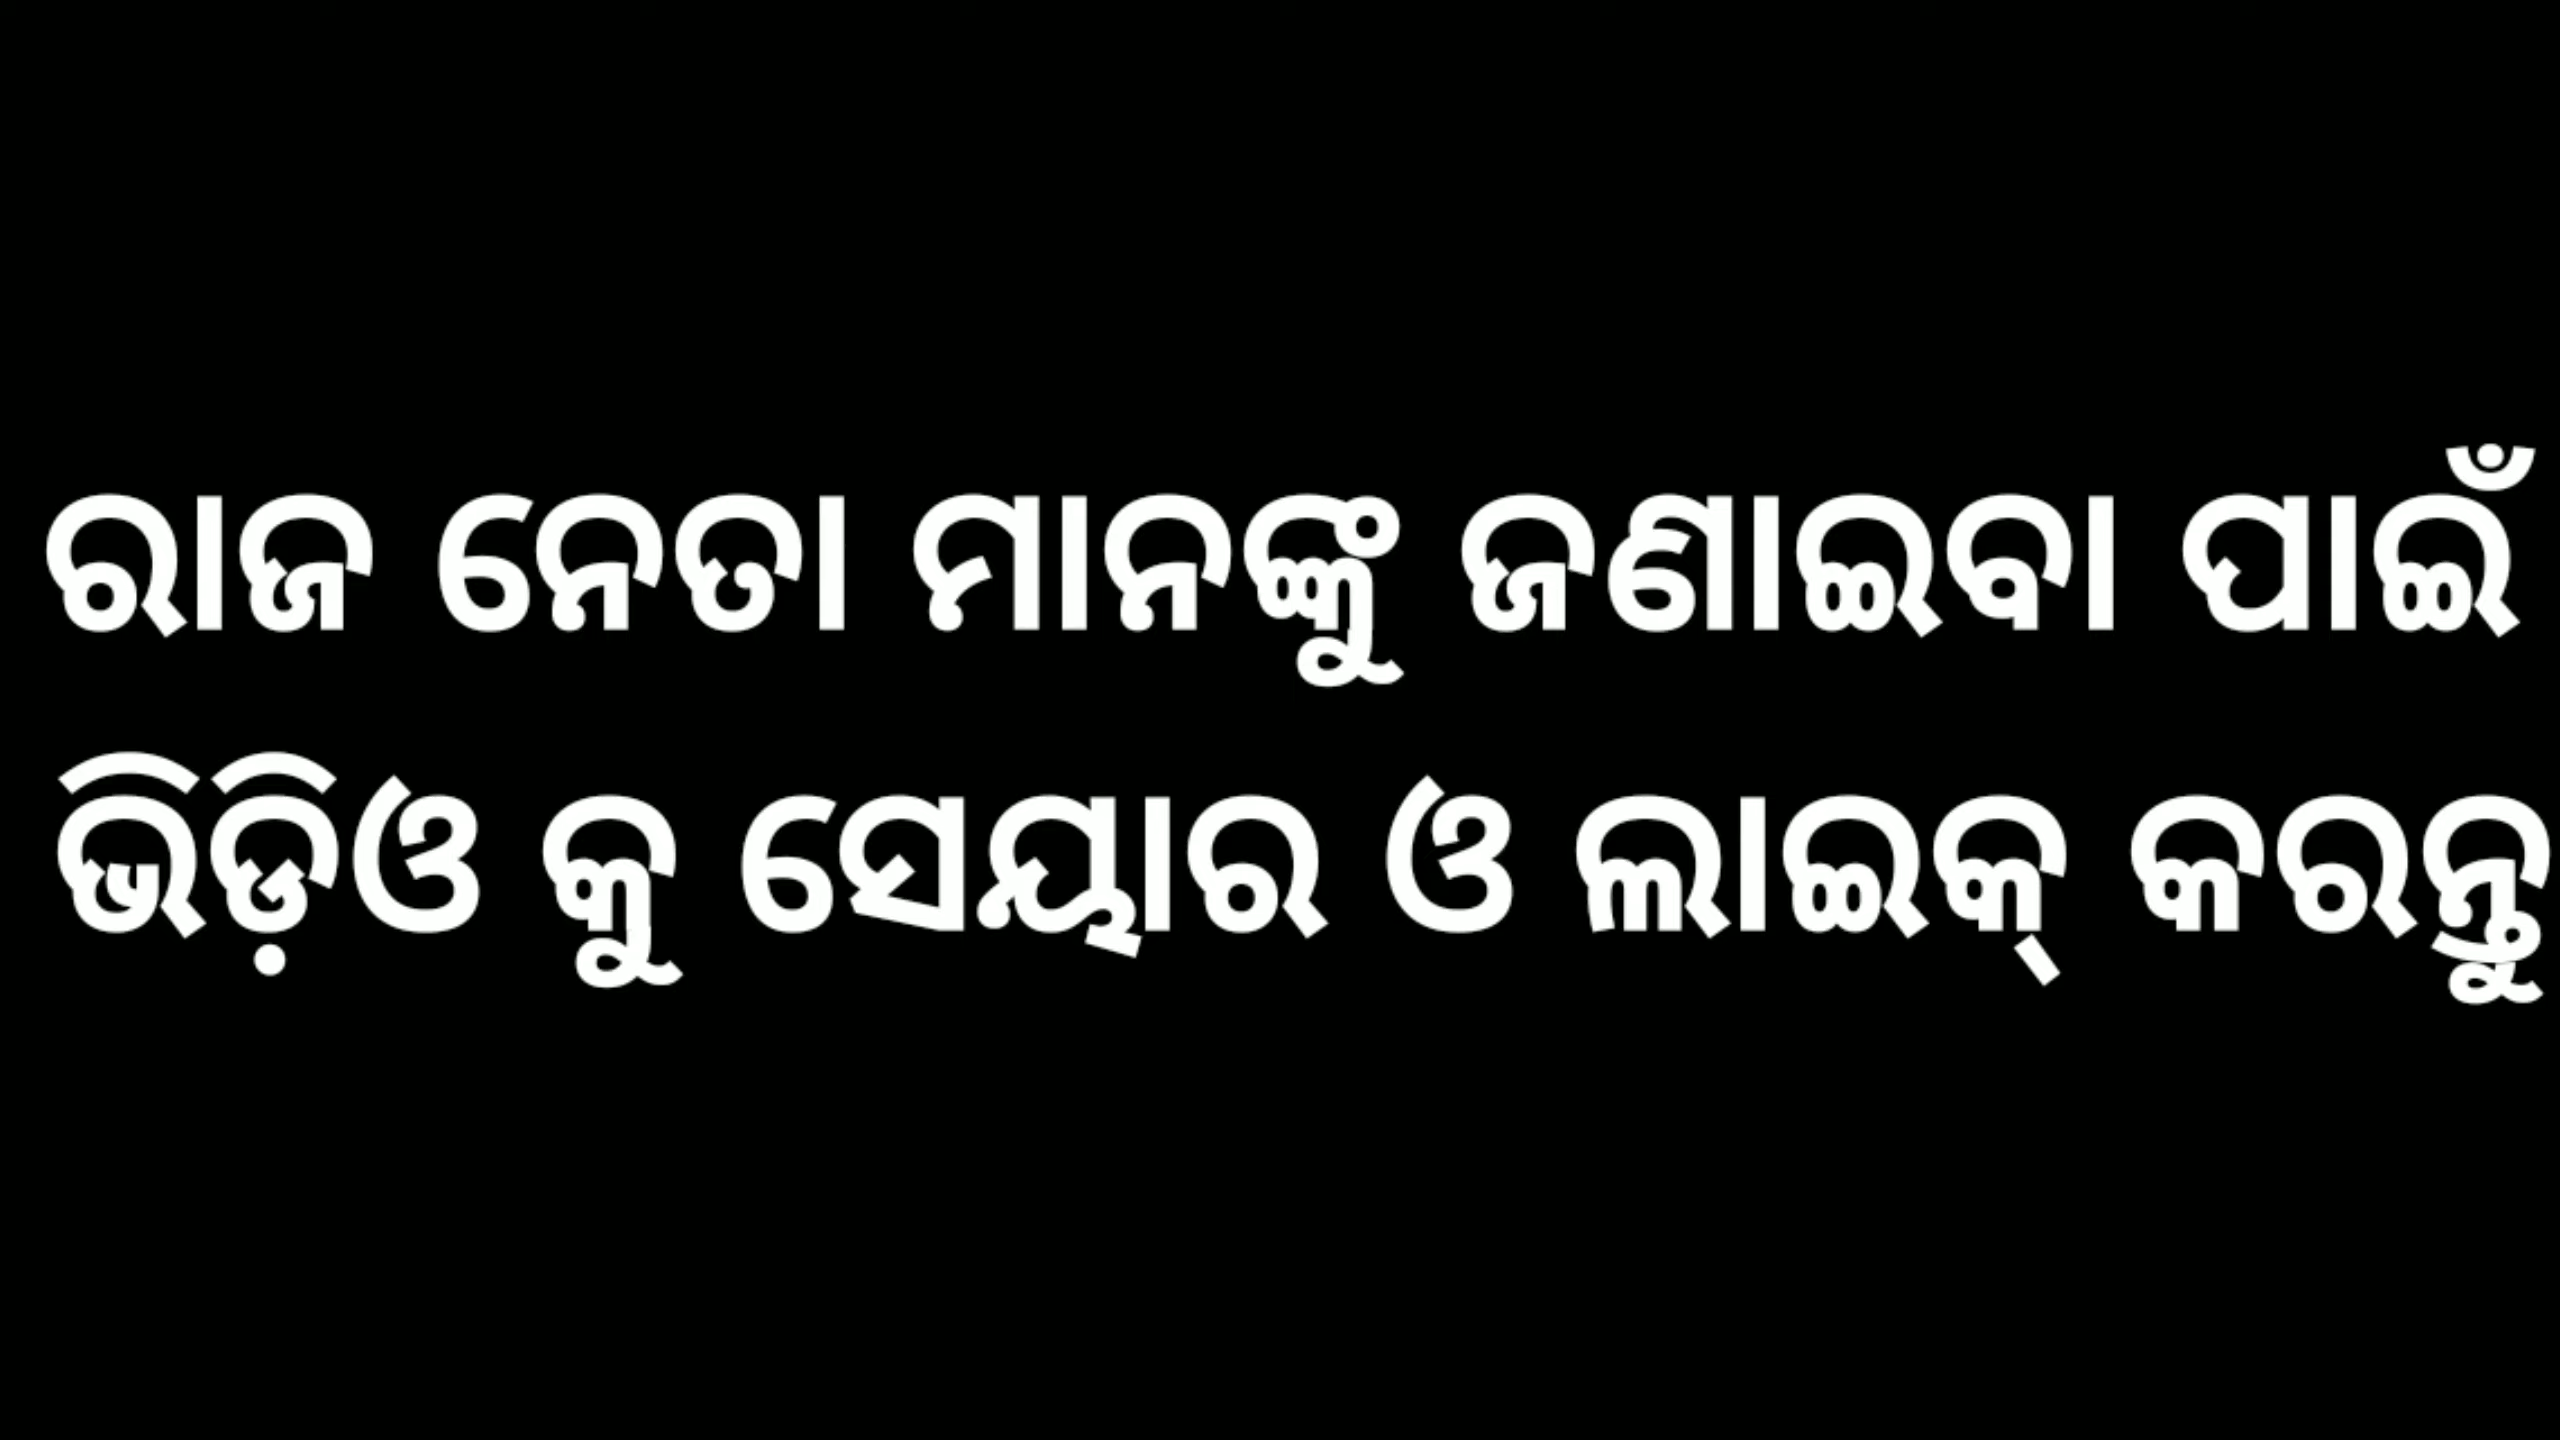 ରାଜ ନେତା ମାନଙ୍କୁ ଜଣାଇବା ପାଇଁ
ଭିଡ଼ିଓ କୁ ସେୟାର ଓ ଲାଇକ୍ କରନ୍ତୁ